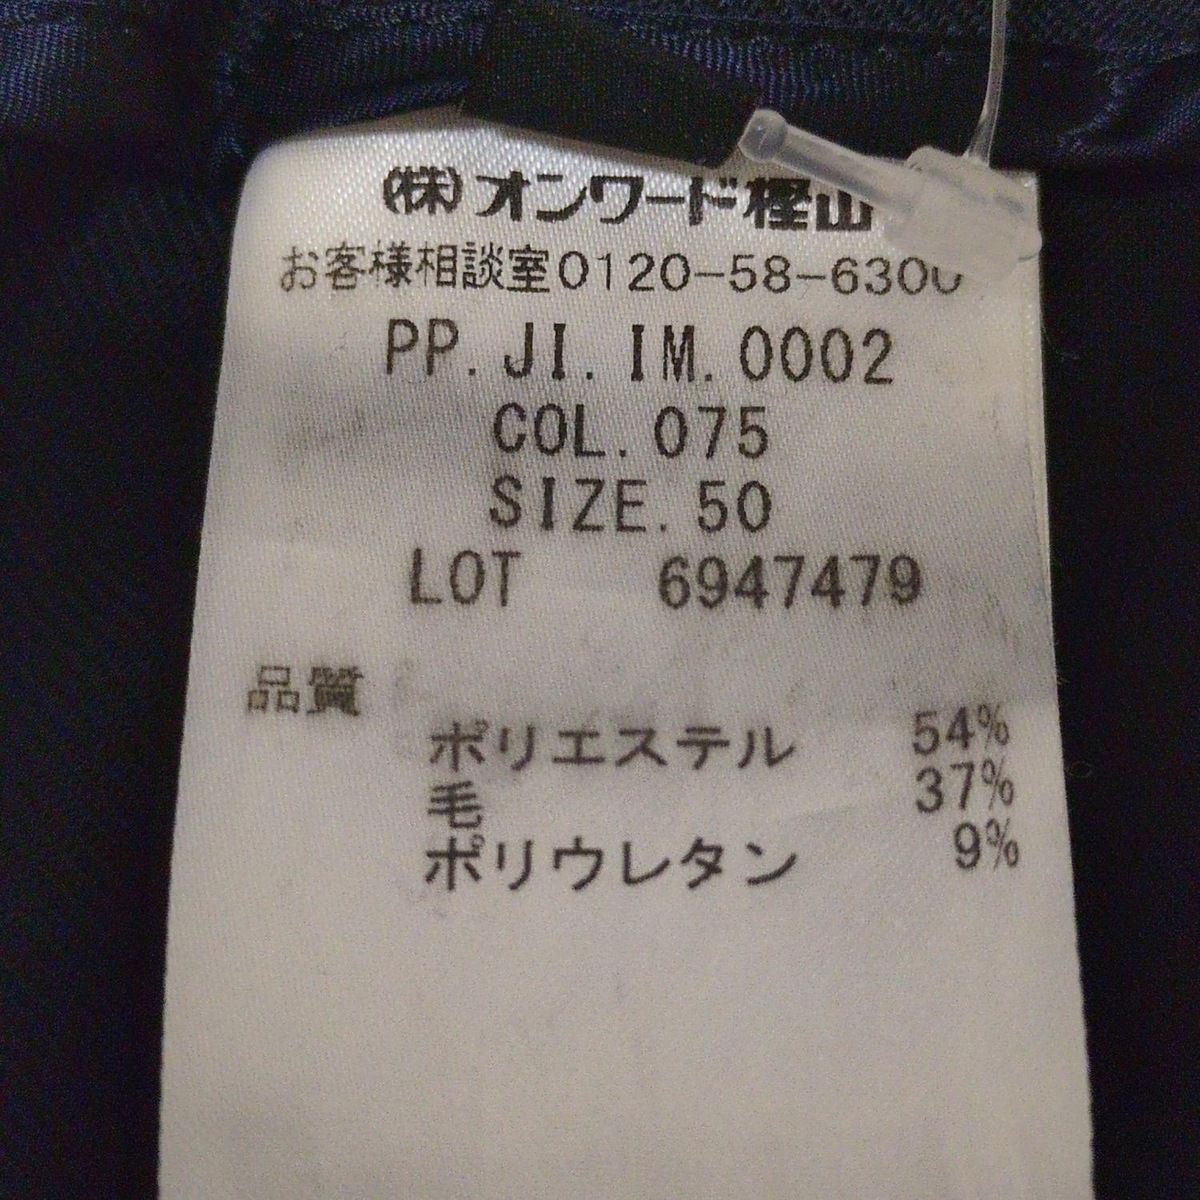 (株)オンワード樫山
お客様相談室0120-58-6300
PP.JI.IM.0002
COL.075
SIZE.50
LOT 6947479
品質
ポリエステル 54%
毛 37%
ポリウレタン 9%